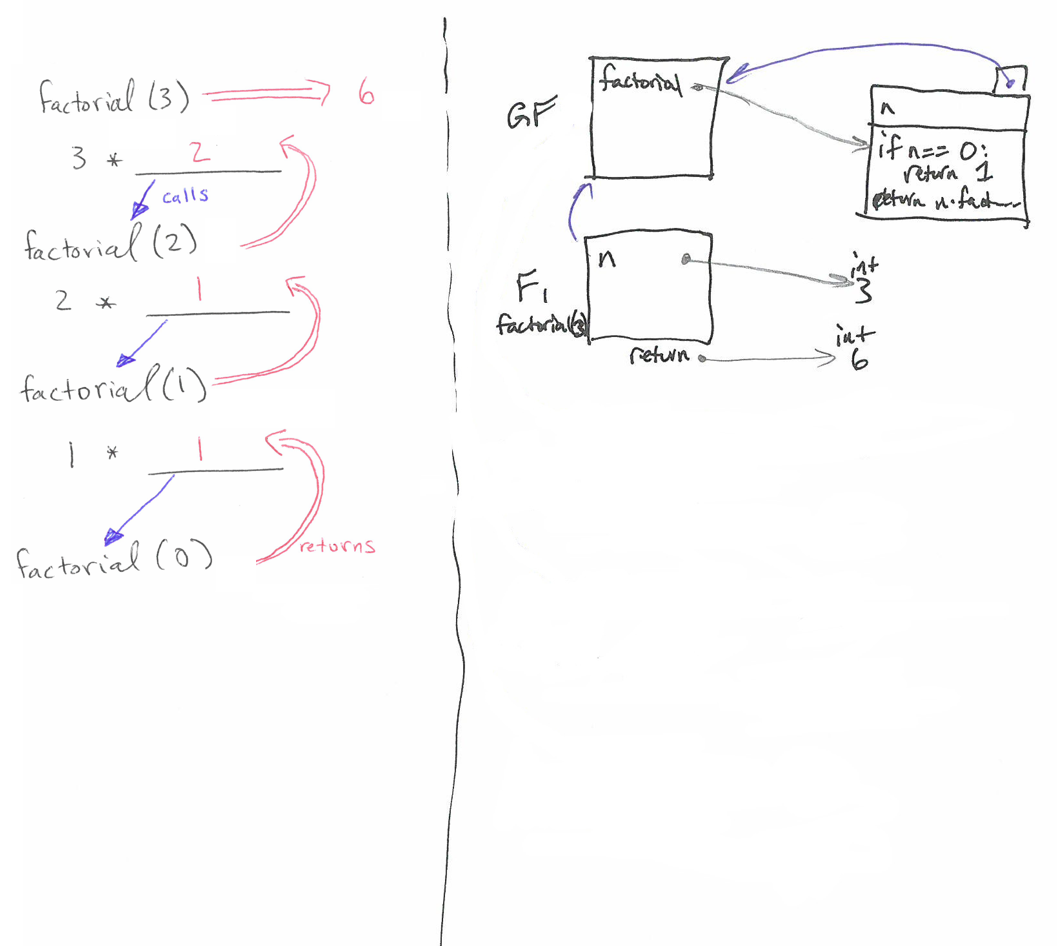 factorial (3) 6
3 * 2
calls
factorial (2)
2 * 1
factorial (1)
1 * 1
returns
factorial (0)
GF
factorial
n
if n== 0:
return 1
return n·fact
F1
factorial(3)
n
int
3
return
int
6